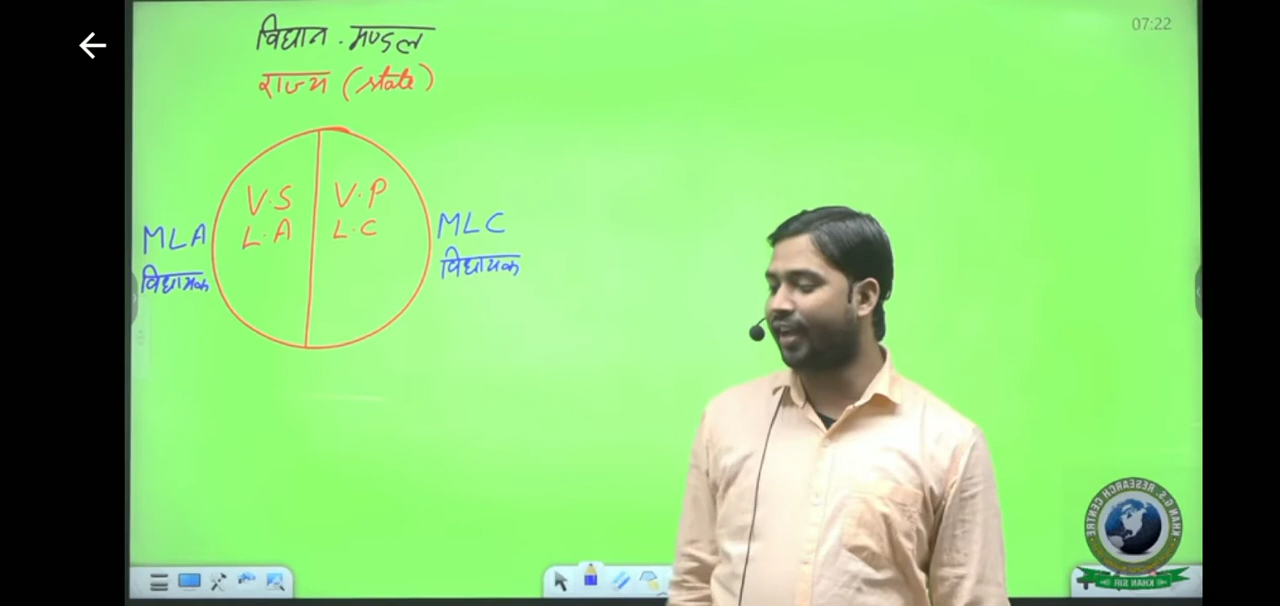 07:22
विधान.मण्डल
राज्य (state)
V.S
L.A
V.P
L.C
MLA
विधायक
MLC
विधायक
KHAN G.S. RESEARCH CENTRE
KHAN SIR